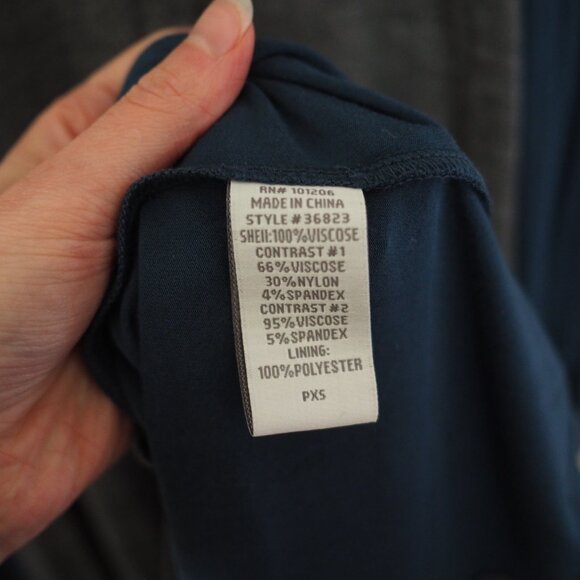 RN# 101206
MADE IN CHINA
STYLE #36823
SHEll:100%VISCOSE
CONTRAST #1
66%VISCOSE
30%NYLON
4%SPANDEX
CONTRAST #2
95%VISCOSE
5%SPANDEX
LINING:
100%POLYESTER
PXS